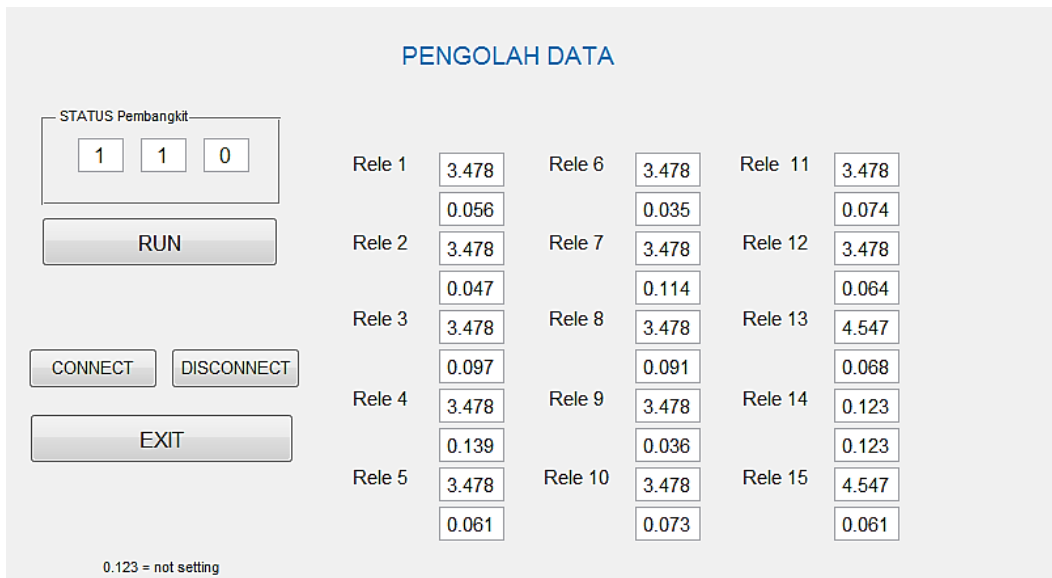 PENGOLAH DATA
STATUS Pembangkit
1 1 0
RUN
CONNECT DISCONNECT
EXIT
0.123 = not setting
Rele 1 3.478
0.056
Rele 2 3.478
0.047
Rele 3 3.478
0.097
Rele 4 3.478
0.139
Rele 5 3.478
0.061
Rele 6 3.478
0.035
Rele 7 3.478
0.114
Rele 8 3.478
0.091
Rele 9 3.478
0.036
Rele 10 3.478
0.073
Rele 11 3.478
0.074
Rele 12 3.478
0.064
Rele 13 4.547
0.068
Rele 14 0.123
0.123
Rele 15 4.547
0.061